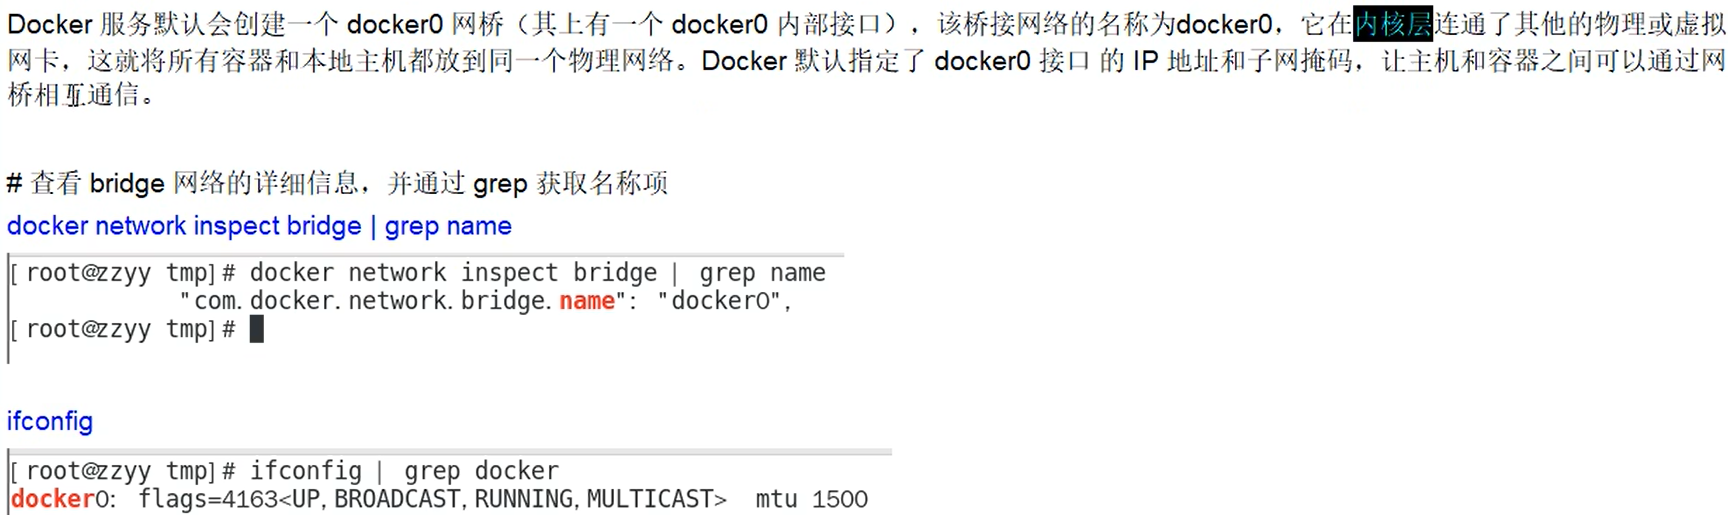 Docker 服务默认会创建一个 docker0 网桥（其上有一个 docker0 内部接口），该桥接网络的名称为docker0，它在内核层连通了其他的物理或虚拟
网卡，这就将所有容器和本地主机都放到同一个物理网络。Docker 默认指定了 docker0 接口 的 IP 地址和子网掩码，让主机和容器之间可以通过网
桥相互通信。
# 查看 bridge 网络的详细信息，并通过 grep 获取名称项
docker network inspect bridge | grep name
[root@zzyy tmp]# docker network inspect bridge | grep name
"com.docker.network.bridge.name": "docker0",
[root@zzyy tmp]#
ifconfig
[root@zzyy tmp]# ifconfig | grep docker
docker0: flags=4163<UP,BROADCAST,RUNNING,MULTICAST> mtu 1500